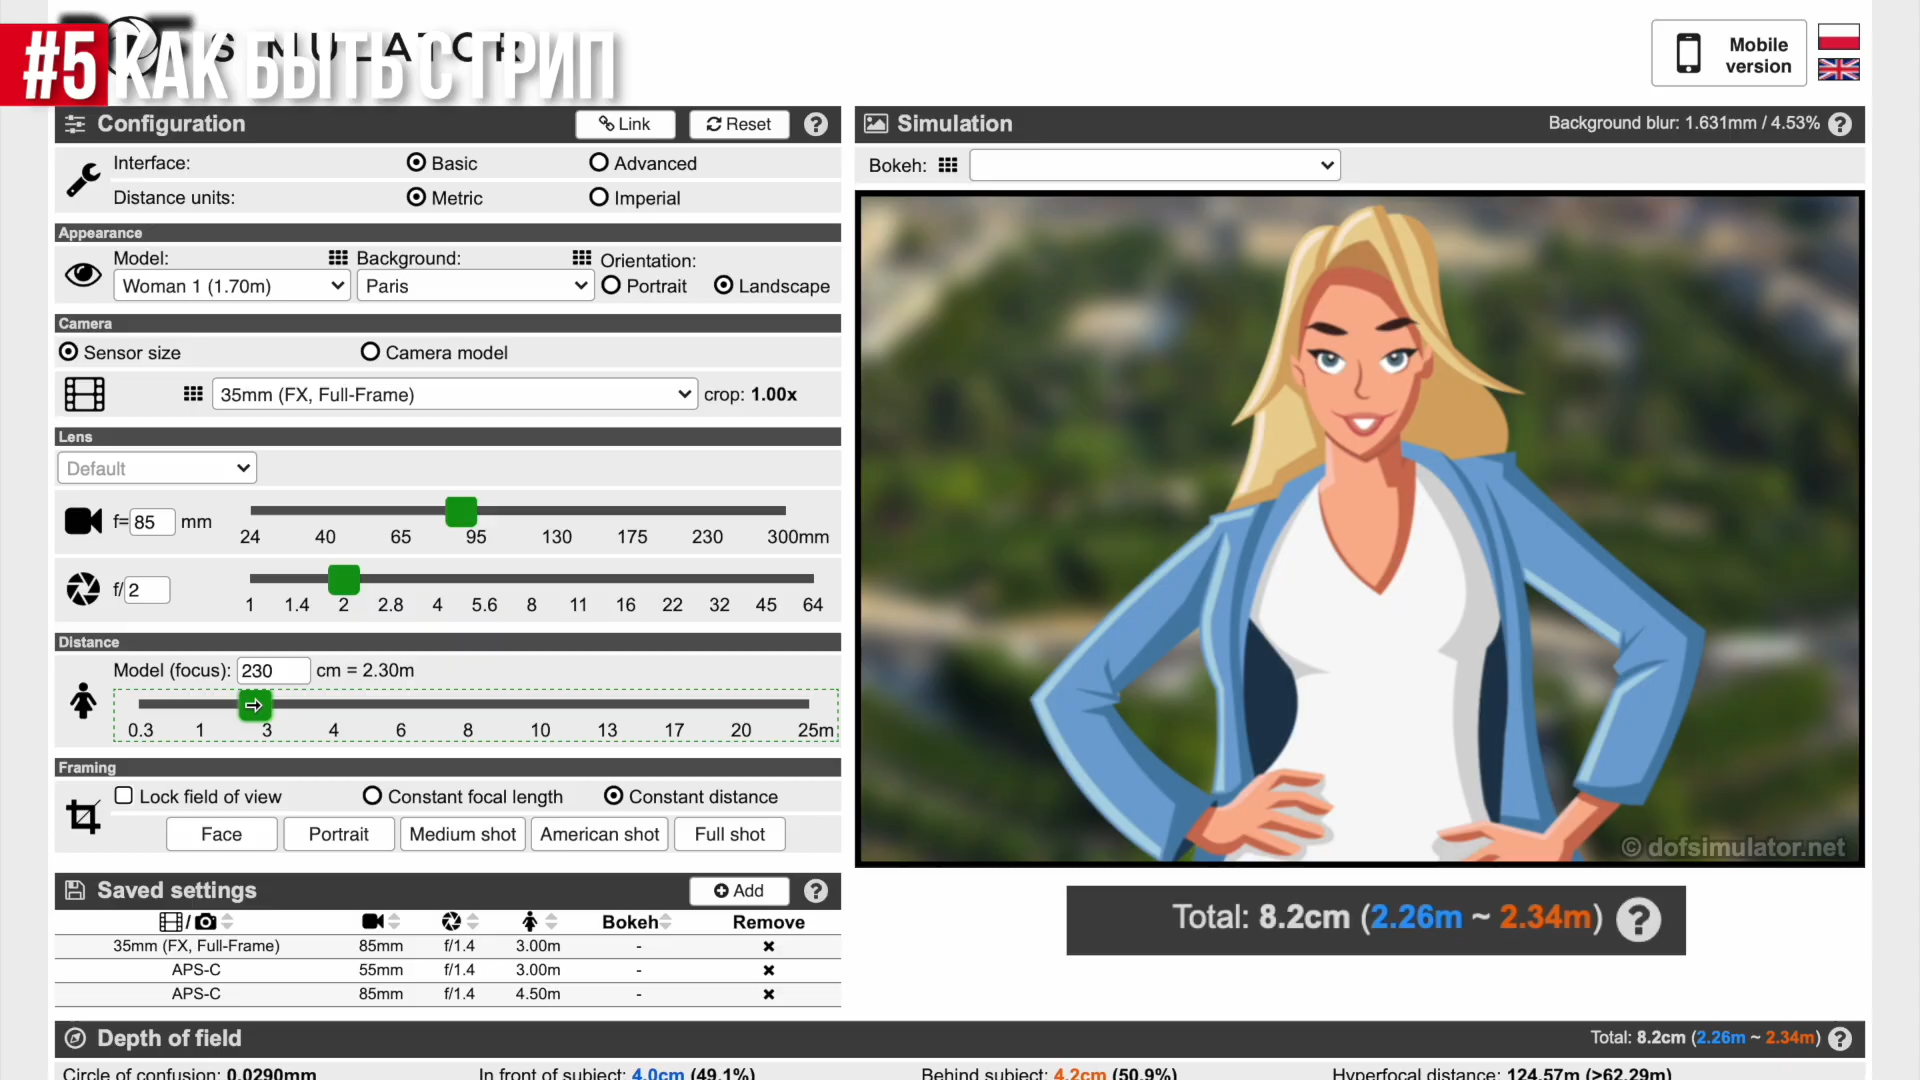 #5 КАК БЫТЬ С ГРИП
SIMULATOR
Mobile
version
Configuration
Link
Reset
?
Interface:
Basic
Advanced
Distance units:
Metric
Imperial
Appearance
Model:
Background:
Orientation:
Woman 1 (1.70m)
Paris
Portrait
Landscape
Camera
Sensor size
Camera model
35mm (FX, Full-Frame)
crop: 1.00x
Lens
Default
f= 85 mm
24 40 65 95 130 175 230 300mm
f/ 2
1 1.4 2 2.8 4 5.6 8 11 16 22 32 45 64
Distance
Model (focus): 230 cm = 2.30m
0.3 1 3 4 6 8 10 13 17 20 25m
Framing
Lock field of view
Constant focal length
Constant distance
Face
Portrait
Medium shot
American shot
Full shot
Saved settings
Add
?
/ Bokeh Remove
35mm (FX, Full-Frame) 85mm f/1.4 3.00m -
APS-C 55mm f/1.4 3.00m -
APS-C 85mm f/1.4 4.50m -
Simulation
Background blur: 1.631mm / 4.53%
?
Bokeh:
© dofsimulator.net
Total: 8.2cm (2.26m ~ 2.34m)
?
Depth of field
Total: 8.2cm (2.26m ~ 2.34m)
?
Circle of confusion: 0.0290mm
In front of subject: 4.0cm (49.1%)
Behind subject: 4.2cm (50.9%)
Hyperfocal distance: 124.57m (>62.29m)